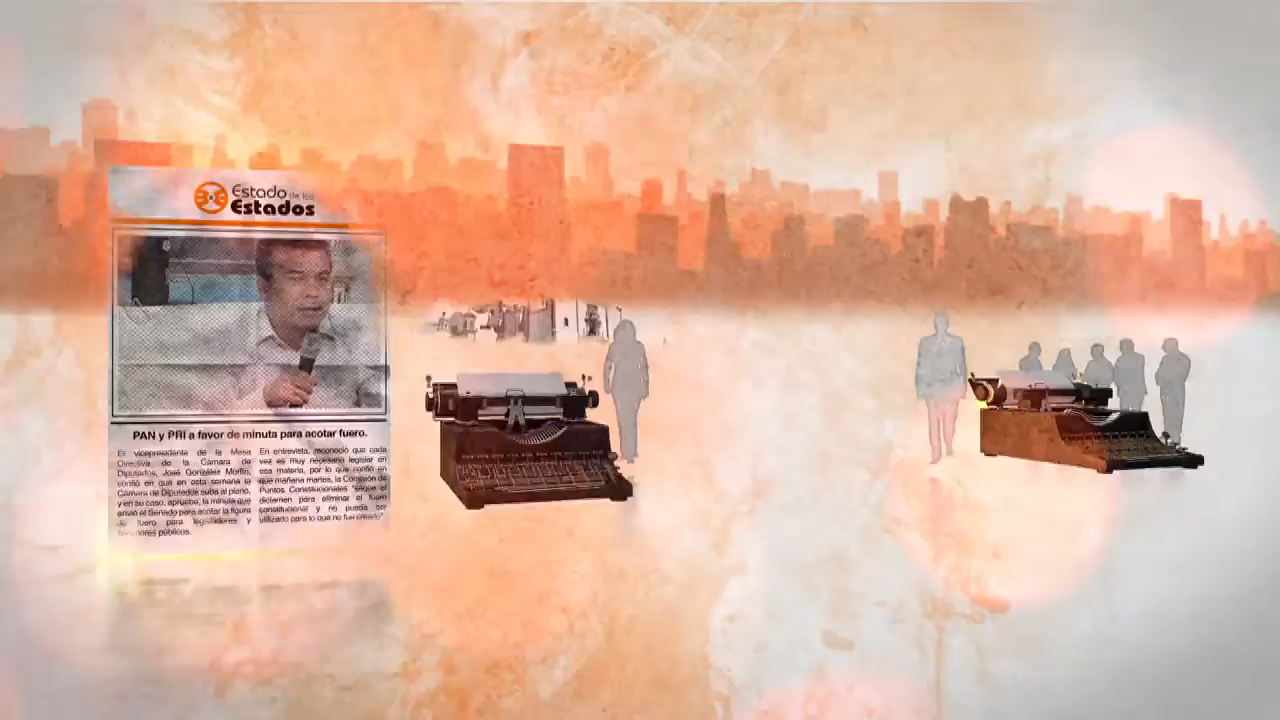 Estado de los
Estados
PAN y PRI a favor de minuta para acotar fuero.
El vicepresidente de la Mesa
Directiva de la Cámara de
Diputados, José González Morfín,
confió en que en esta semana la
Cámara de Diputados suba al pleno,
y en su caso, apruebe, la minuta que
envió el Senado para acotar la figura
de fuero para legisladores y
funcionarios públicos.
En entrevista, reconoció que cada
vez es muy necesario legislar en
esa materia, por lo que confió en
que mañana martes, la Comisión de
Puntos Constitucionales "saque el
dictamen para eliminar el fuero
constitucional y no pueda ser
utilizado para lo que no fue creado"